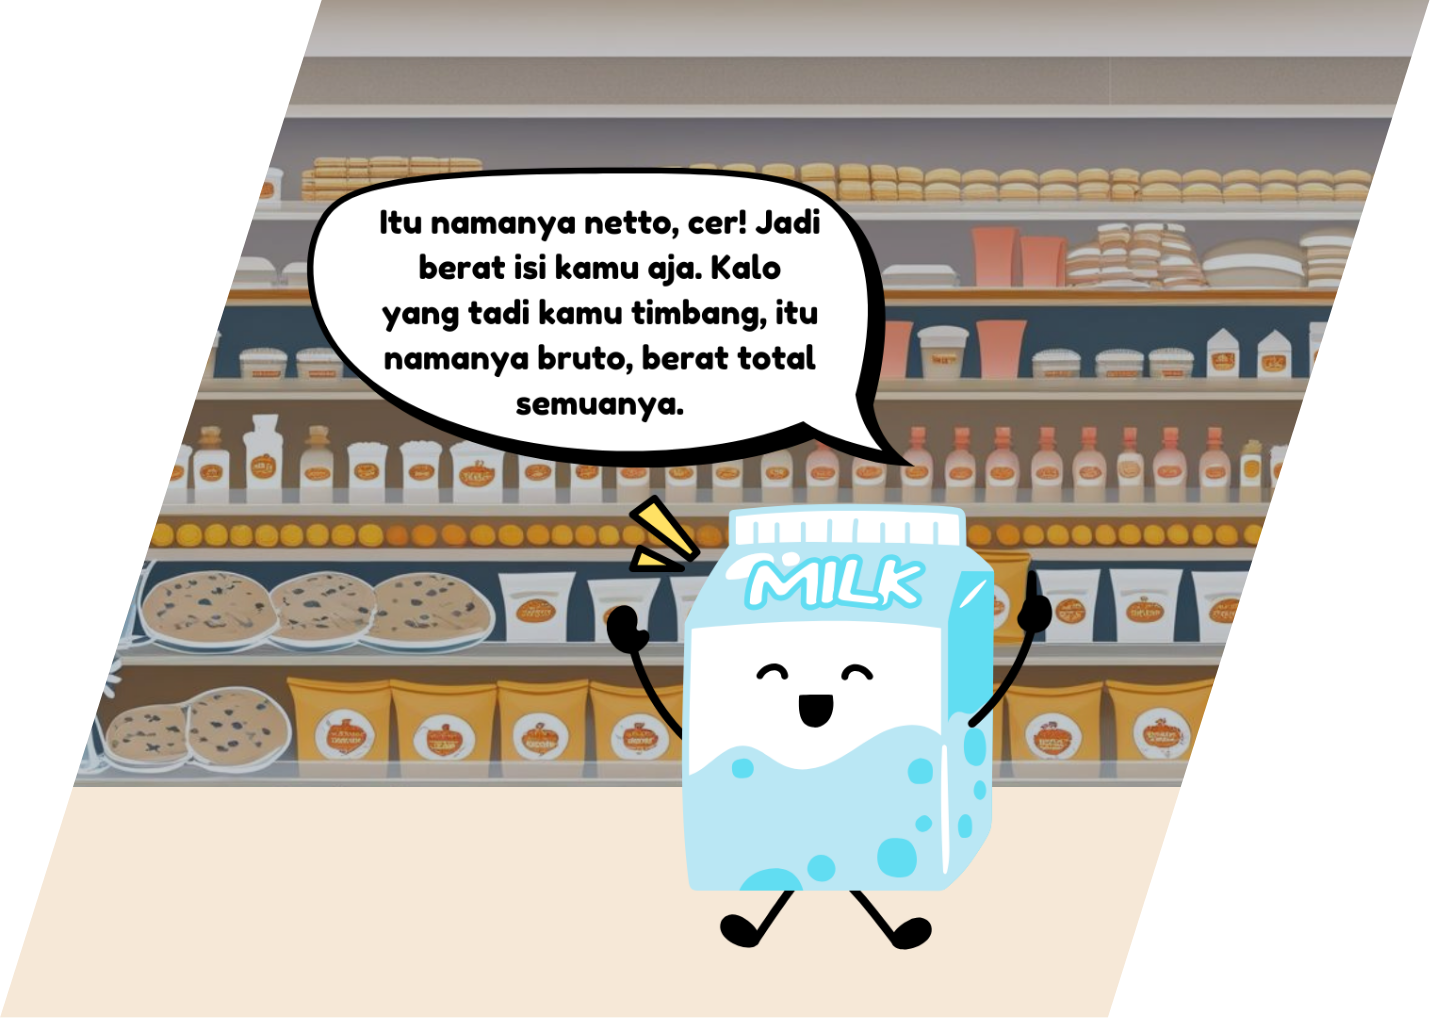 Itu namanya netto, cer! Jadi
berat isi kamu aja. Kalo
yang tadi kamu timbang, itu
namanya bruto, berat total
semuanya.
MILK